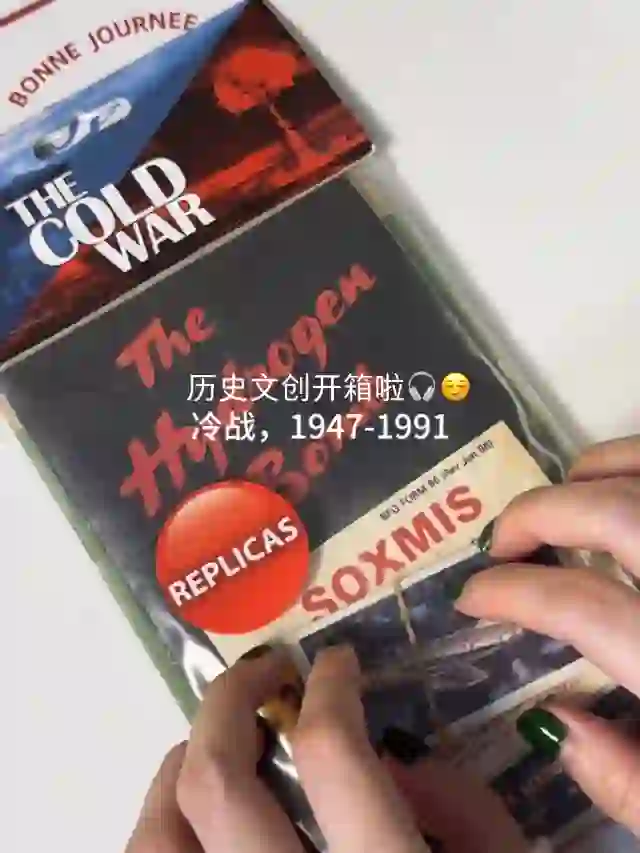 BONNE JOURNEE
THE
COLD
WAR
The
Hydrogen
历史文创开箱啦🎧☺️
冷战，1947-1991
REPLICAS
SOXMIS